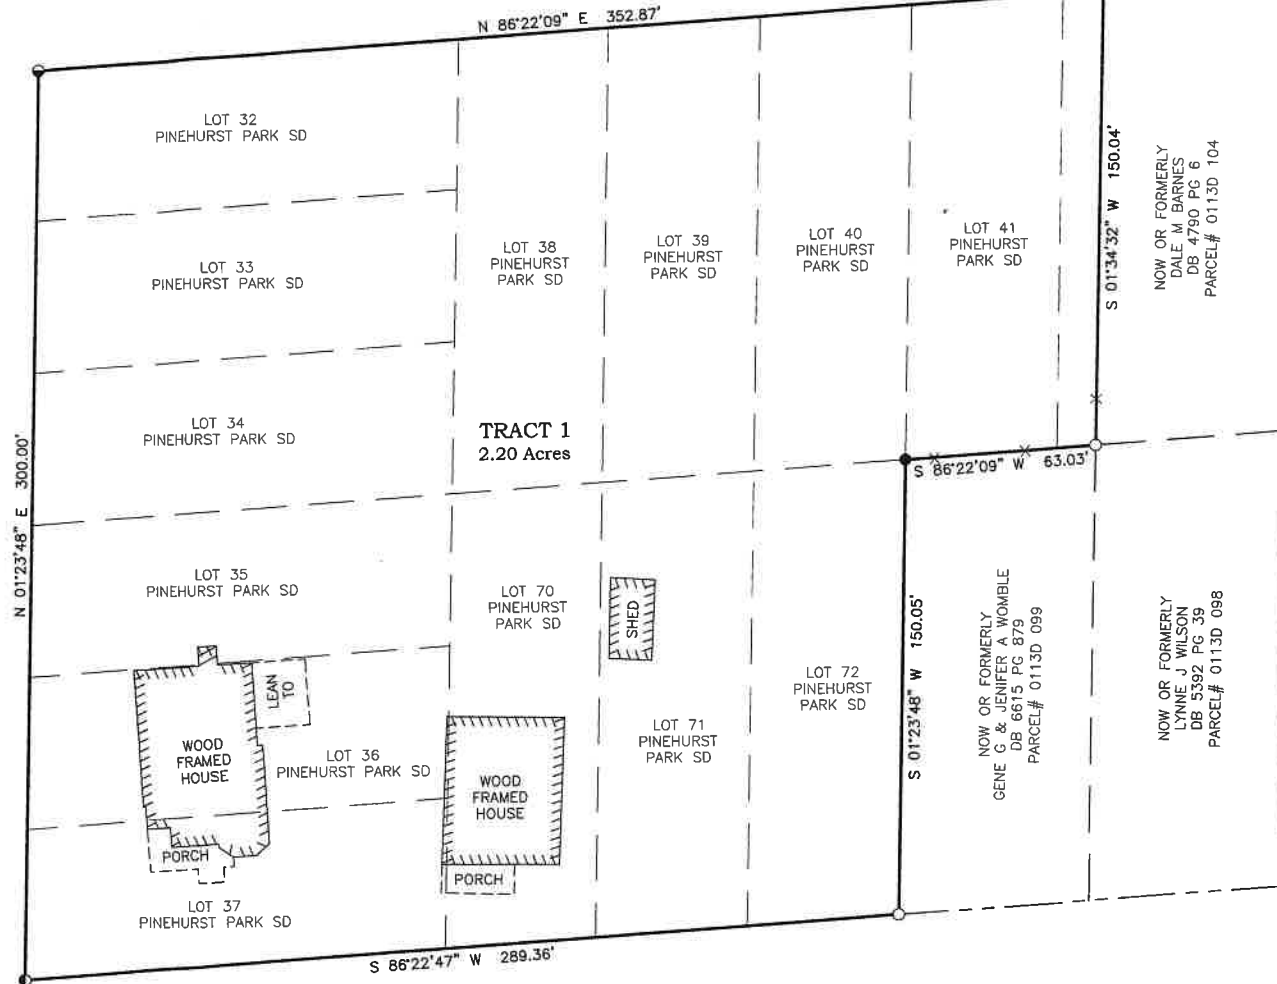 N 86°22'09" E 352.87'
LOT 32
PINEHURST PARK SD
LOT 33
PINEHURST PARK SD
LOT 34
PINEHURST PARK SD
LOT 38
PINEHURST
PARK SD
LOT 39
PINEHURST
PARK SD
LOT 40
PINEHURST
PARK SD
LOT 41
PINEHURST
PARK SD
S 01°34'32" W 150.04'
NOW OR FORMERLY
DALE M BARNES
DB 4790 PG 6
PARCEL# 0113D 104
TRACT 1
2.20 Acres
N 01°23'48" E 300.00'
S 86°22'09" W 63.03'
LOT 35
PINEHURST PARK SD
LOT 70
PINEHURST
PARK SD
SHED
LEAN
TO
WOOD
FRAMED
HOUSE
LOT 36
PINEHURST PARK SD
WOOD
FRAMED
HOUSE
LOT 71
PINEHURST
PARK SD
LOT 72
PINEHURST
PARK SD
S 01°23'48" W 150.05'
NOW OR FORMERLY
GENE G & JENIFER A WOMBLE
DB 6615 PG 879
PARCEL# 0113D 099
NOW OR FORMERLY
LYNNE J WILSON
DB 5392 PG 39
PARCEL# 0113D 098
PORCH
PORCH
LOT 37
PINEHURST PARK SD
S 86°22'47" W 289.36'